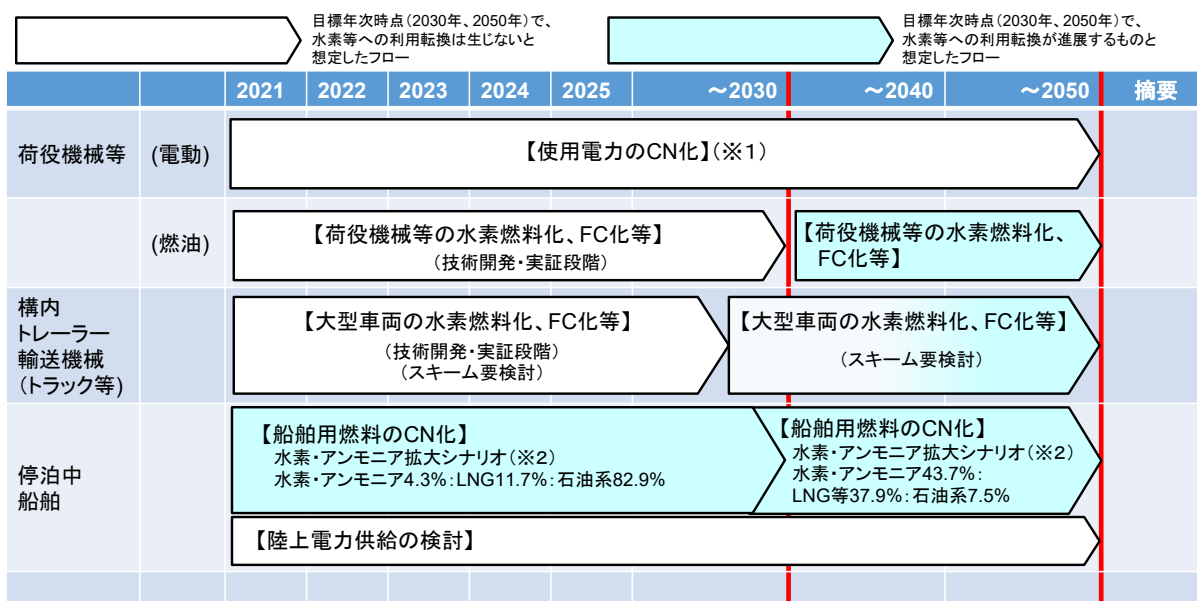 目標年次時点(2030年、2050年)で、
水素等への利用転換は生じないと
想定したフロー
目標年次時点(2030年、2050年)で、
水素等への利用転換が進展するものと
想定したフロー
2021 2022 2023 2024 2025 ～2030 ～2040 ～2050 摘要
荷役機械等 (電動)
【使用電力のCN化】(※1)
(燃油)
【荷役機械等の水素燃料化、FC化等】
(技術開発・実証段階)
【荷役機械等の水素燃料化、
FC化等】
構内
トレーラー
輸送機械
(トラック等)
【大型車両の水素燃料化、FC化等】
(技術開発・実証段階)
(スキーム要検討)
【大型車両の水素燃料化、FC化等】
(スキーム要検討)
停泊中
船舶
【船舶用燃料のCN化】
水素・アンモニア拡大シナリオ(※2)
水素・アンモニア4.3%:LNG11.7%:石油系82.9%
【船舶用燃料のCN化】
水素・アンモニア拡大シナリオ(※2)
水素・アンモニア43.7%:
LNG等37.9%:石油系7.5%
【陸上電力供給の検討】